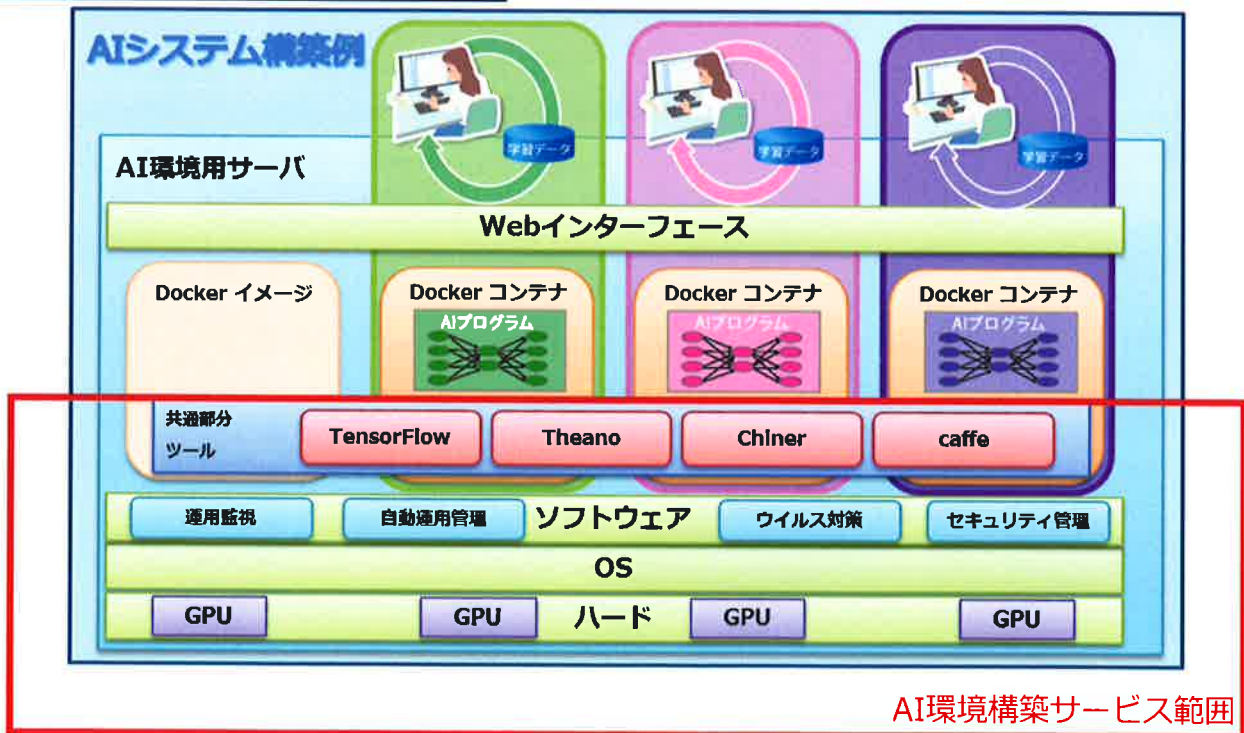 AIシステム構築例
学習データ
学習データ
学習データ
AI環境用サーバ
Webインターフェース
Docker イメージ
Docker コンテナ
Docker コンテナ
Docker コンテナ
AIプログラム
AIプログラム
AIプログラム
共通部分
ツール
TensorFlow
Theano
Chiner
caffe
運用監視
自動運用管理
ソフトウェア
ウイルス対策
セキュリティ管理
OS
GPU
GPU
ハード
GPU
GPU
AI環境構築サービス範囲